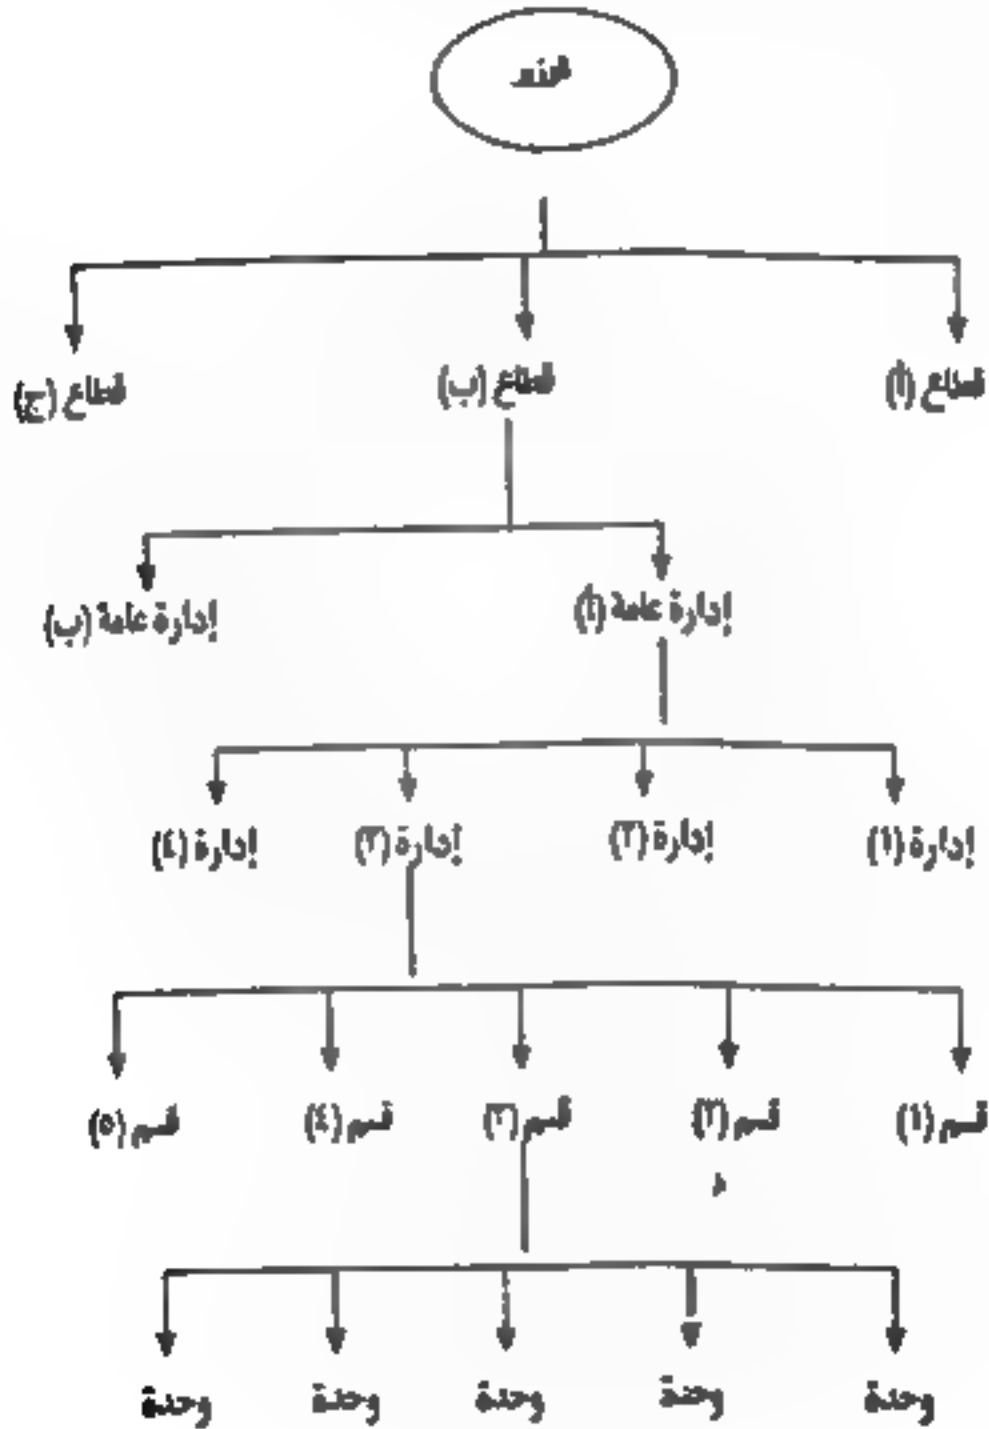 قطاع (أ) قطاع (ب) قطاع (ج)
إدارة عامة (أ) إدارة عامة (ب)
إدارة (١) إدارة (٢) إدارة (٣) إدارة (٤)
قسم (١) قسم (٢) قسم (٣) قسم (٤) قسم (٥)
وحدة وحدة وحدة وحدة وحدة